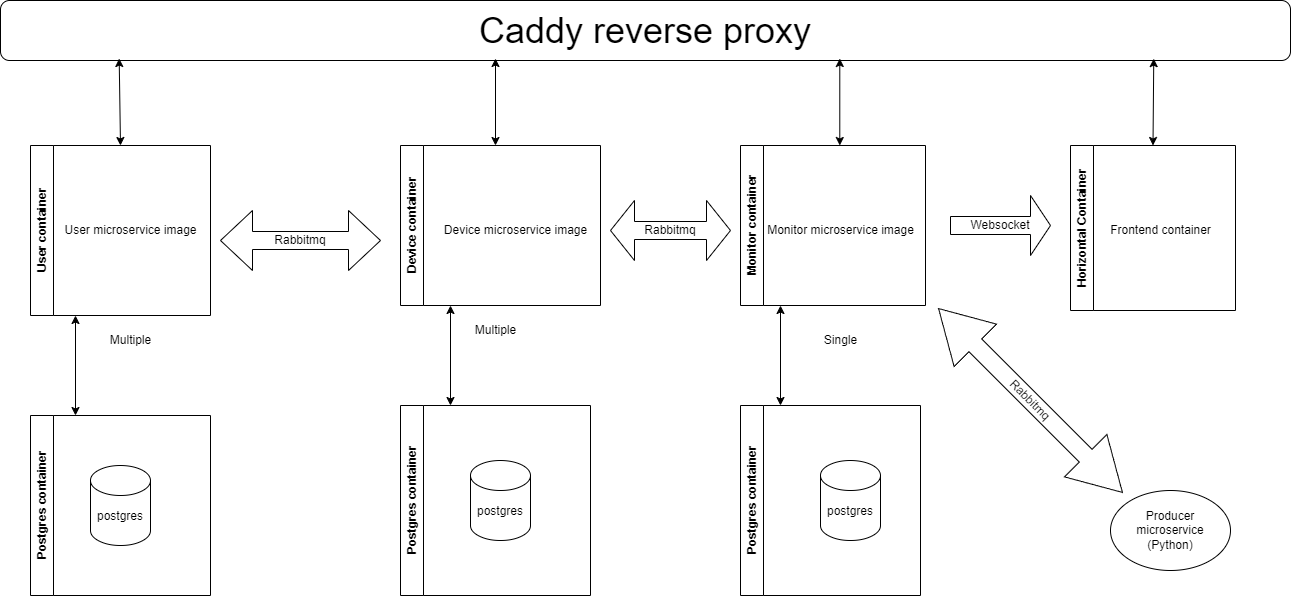 Caddy reverse proxy
User container
User microservice image
Rabbitmq
Device container
Device microservice image
Rabbitmq
Monitor container
Monitor microservice image
Websocket
Horizontal Container
Frontend container
Multiple
Multiple
Single
Rabbitmq
Postgres container
postgres
Postgres container
postgres
Postgres container
postgres
Producer
microservice
(Python)